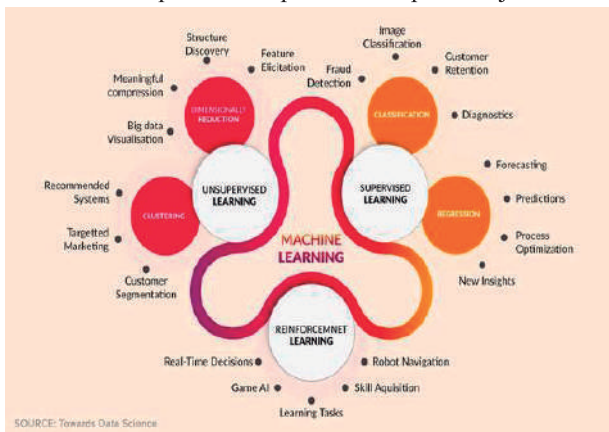 Structure
Discovery
Feature
Elicitation
Meaningful
compression
Big data
Visualisation
DIMENSIONALLY
REDUCTION
Image
Classification
Fraud
Detection
Customer
Retention
CLASSIFICATION
Diagnostics
Recommended
Systems
Targetted
Marketing
Customer
Segmentation
CLUSTERING
UNSUPERVISED
LEARNING
SUPERVISED
LEARNING
Forecasting
Predictions
Process
Optimization
New Insights
REGRESSION
MACHINE
LEARNING
REINFORCEMNET
LEARNING
Real-Time Decisions
Robot Navigation
Game AI
Skill Aquisition
Learning Tasks
SOURCE: Towards Data Science